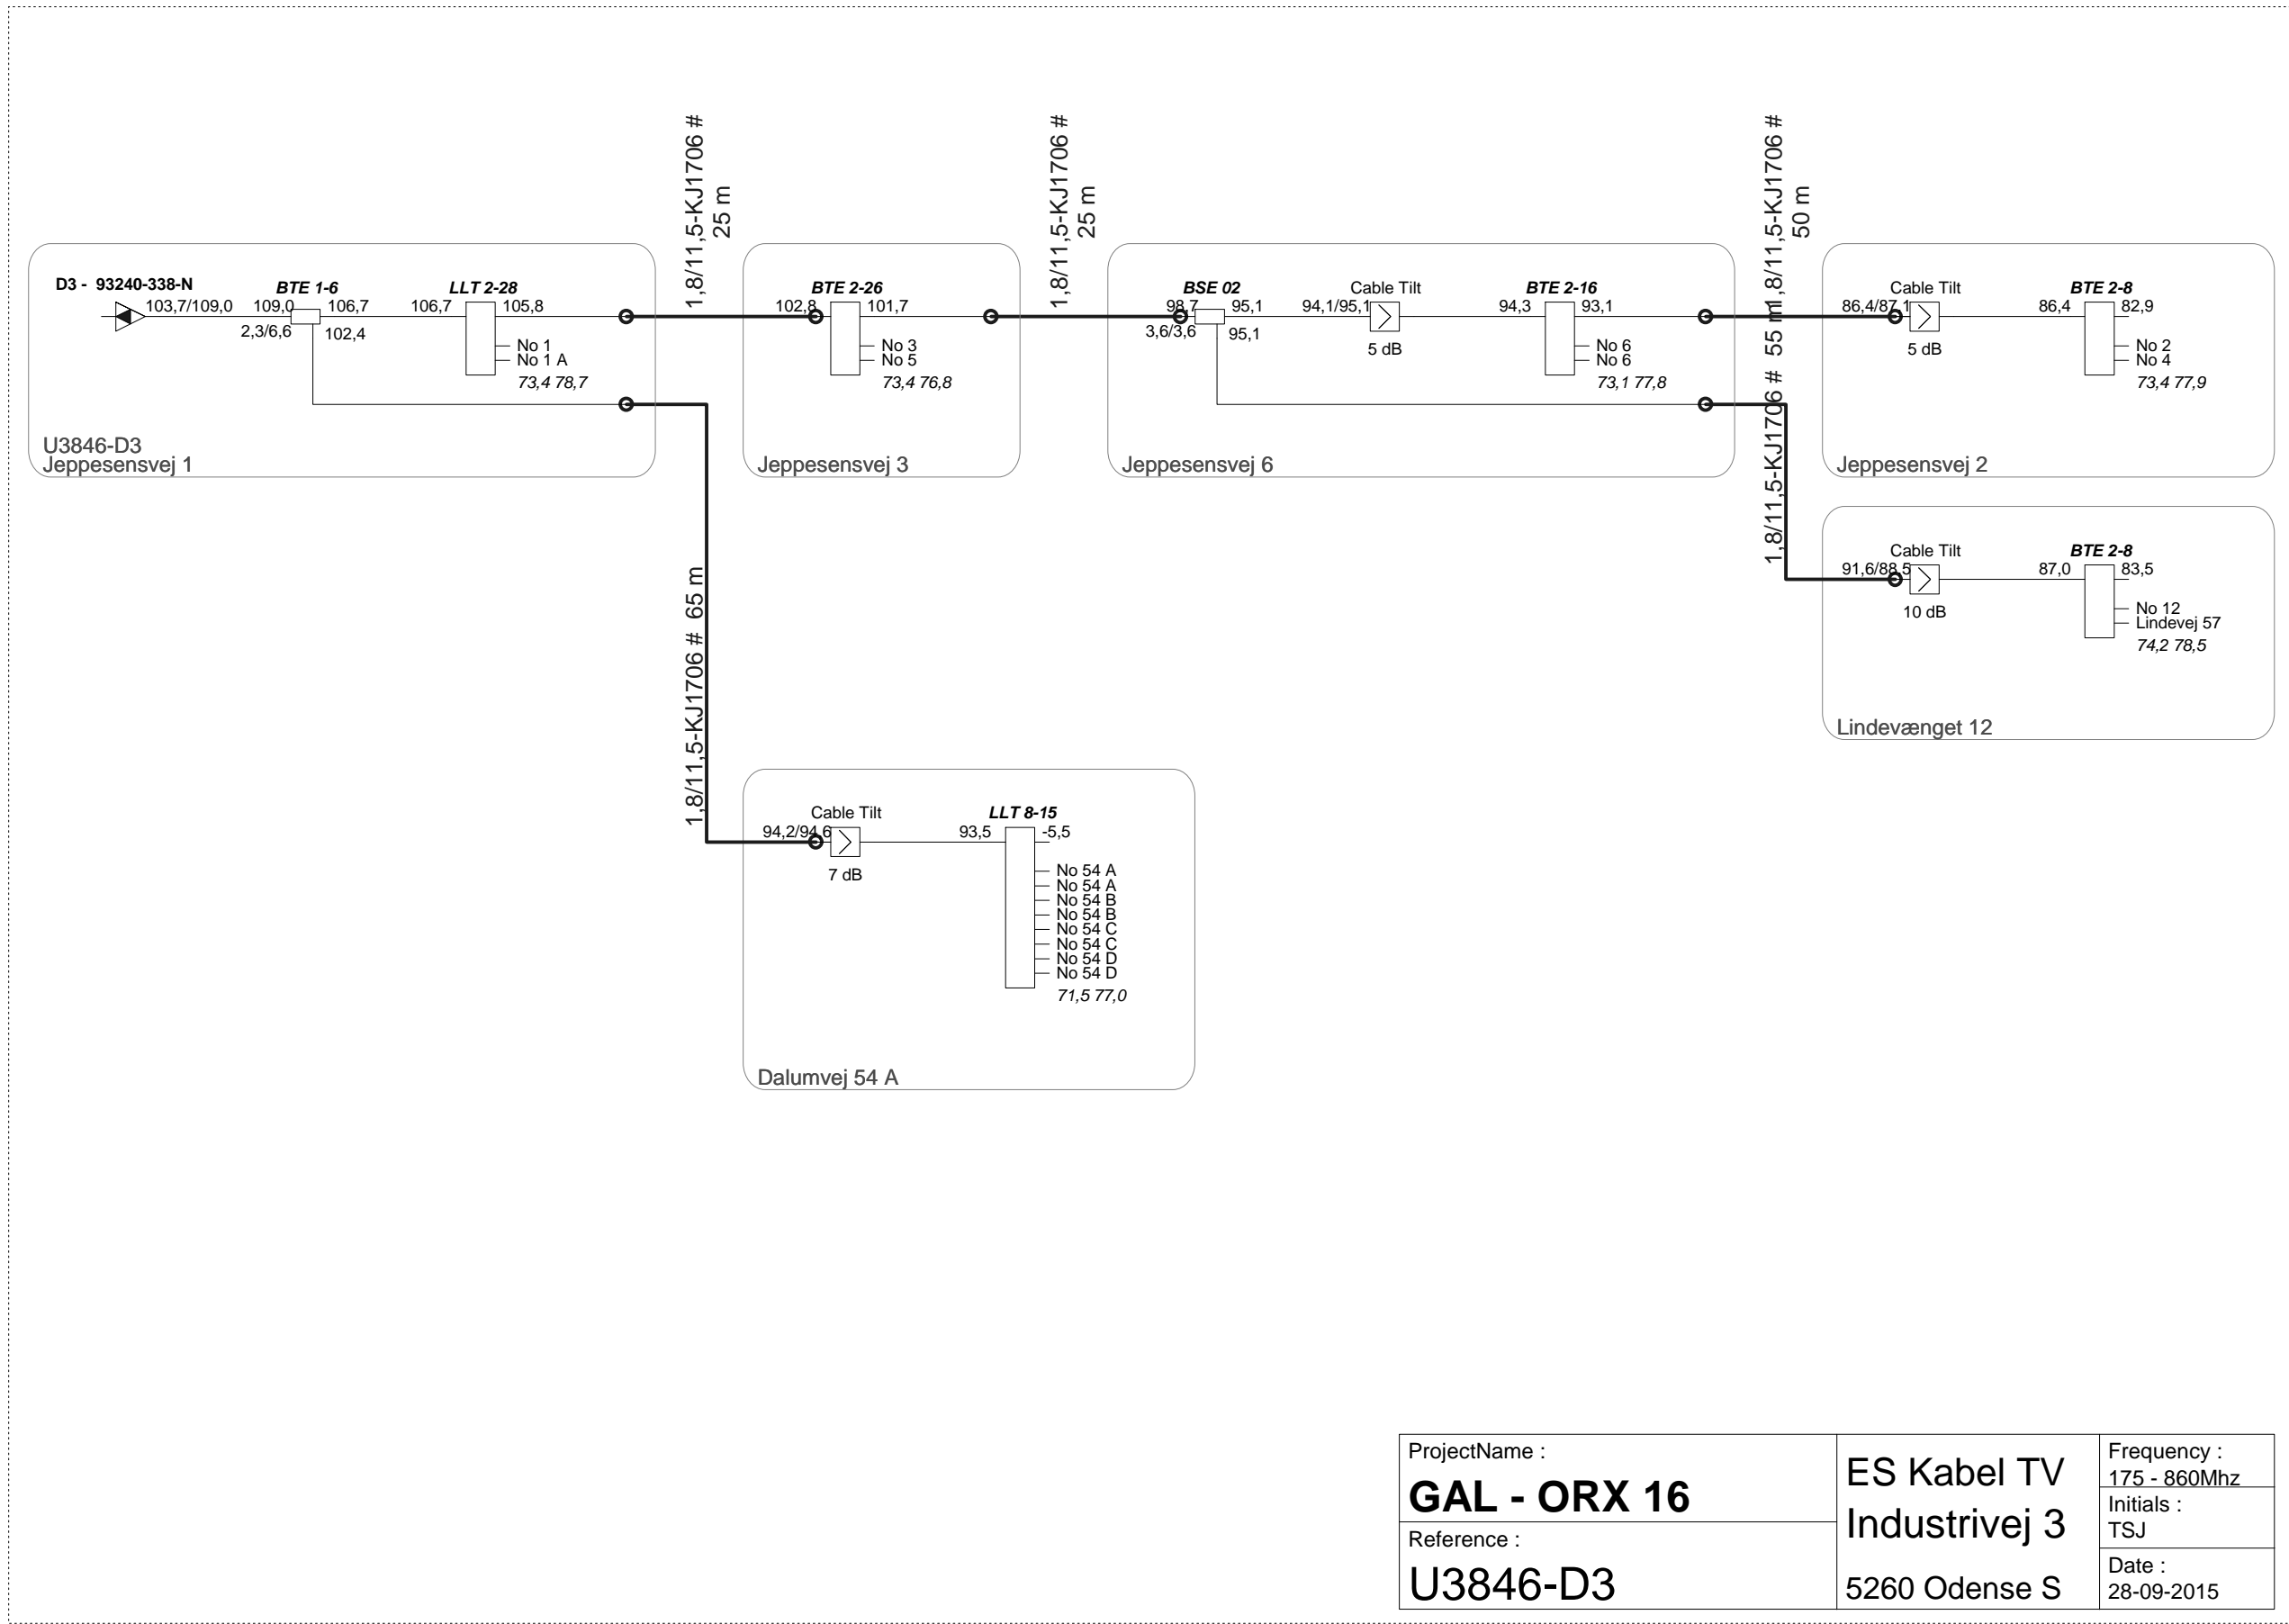 1,8/11,5-KJ1706 #
25 m
1,8/11,5-KJ1706 #
25 m
1,8/11,5-KJ1706 #
50 m
1,8/11,5-KJ1706 # 55 m
D3 - 93240-338-N
103,7/109,0
BTE 1-6
109,0
106,7
2,3/6,6
102,4
LLT 2-28
106,7
105,8
No 1
No 1 A
73,4 78,7
U3846-D3
Jeppesensvej 1
BTE 2-26
102,8
101,7
No 3
No 5
73,4 76,8
Jeppesensvej 3
BSE 02
98,7
95,1
3,6/3,6
95,1
Cable Tilt
94,1/95,1
5 dB
BTE 2-16
94,3
93,1
No 6
No 6
73,1 77,8
Jeppesensvej 6
Cable Tilt
86,4/87,1
5 dB
BTE 2-8
86,4
82,9
No 2
No 4
73,4 77,9
Jeppesensvej 2
Cable Tilt
91,6/88,5
10 dB
BTE 2-8
87,0
83,5
No 12
Lindevej 57
74,2 78,5
Lindevænget 12
1,8/11,5-KJ1706 # 65 m
Cable Tilt
94,2/94,6
7 dB
LLT 8-15
93,5
-5,5
No 54 A
No 54 A
No 54 B
No 54 B
No 54 C
No 54 C
No 54 D
No 54 D
71,5 77,0
Dalumvej 54 A
ProjectName :
GAL - ORX 16
Reference :
U3846-D3
ES Kabel TV
Industrivej 3
5260 Odense S
Frequency :
175 - 860Mhz
Initials :
TSJ
Date :
28-09-2015